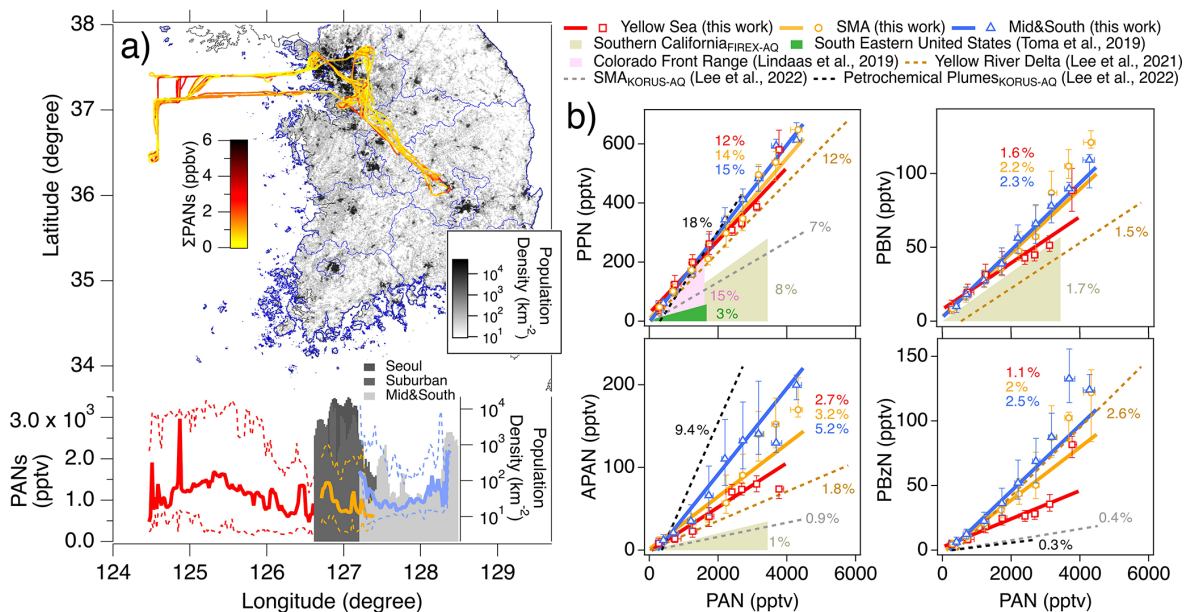 a)
Latitude (degree)
38
37
36
35
34
ΣPANs (ppbv)
6
4
2
0
Population
Density (km⁻²)
10⁴
10³
10²
10¹
Seoul
Suburban
Mid&South
PANs
(pptv)
3.0 x 10³
2.0
1.0
0.0
10⁴
10³
10²
10¹
Population
Density (km⁻²)
124 125 126 127 128 129
Longitude (degree)
Yellow Sea (this work) SMA (this work) Mid&South (this work)
Southern California_FIREX-AQ South Eastern United States (Toma et al., 2019)
Colorado Front Range (Lindaas et al., 2019) Yellow River Delta (Lee et al., 2021)
SMA_KORUS-AQ (Lee et al., 2022) Petrochemical Plumes_KORUS-AQ (Lee et al., 2022)
b)
PPN (pptv)
600
400
200
0
12%
14%
15%
12%
18%
7%
15%
8%
3%
PBN (pptv)
100
50
0
1.6%
2.2%
2.3%
1.5%
1.7%
APAN (pptv)
200
100
0
2.7%
3.2%
5.2%
9.4%
1.8%
0.9%
1%
0 2000 4000 6000
PAN (pptv)
PBzN (pptv)
150
100
50
0
1.1%
2%
2.5%
2.6%
0.4%
0.3%
0 2000 4000 6000
PAN (pptv)